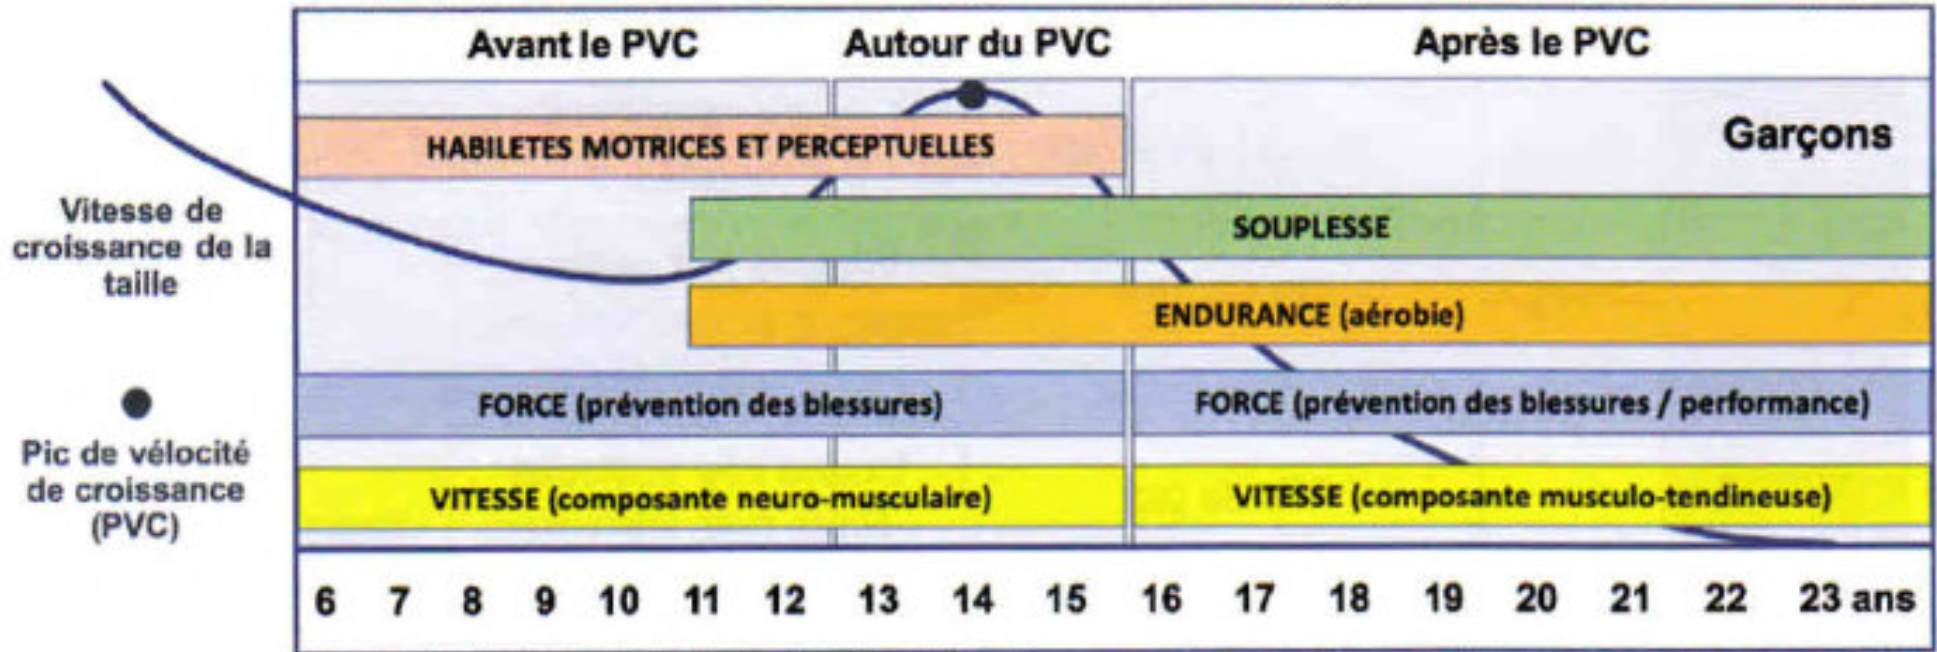 Avant le PVC
Autour du PVC
Après le PVC
Garçons
HABILETES MOTRICES ET PERCEPTUELLES
Vitesse de
croissance de la
taille
SOUPLESSE
ENDURANCE (aérobie)
FORCE (prévention des blessures)
FORCE (prévention des blessures / performance)
Pic de vélocité
de croissance
(PVC)
VITESSE (composante neuro-musculaire)
VITESSE (composante musculo-tendineuse)
6 7 8 9 10 11 12 13 14 15 16 17 18 19 20 21 22 23 ans